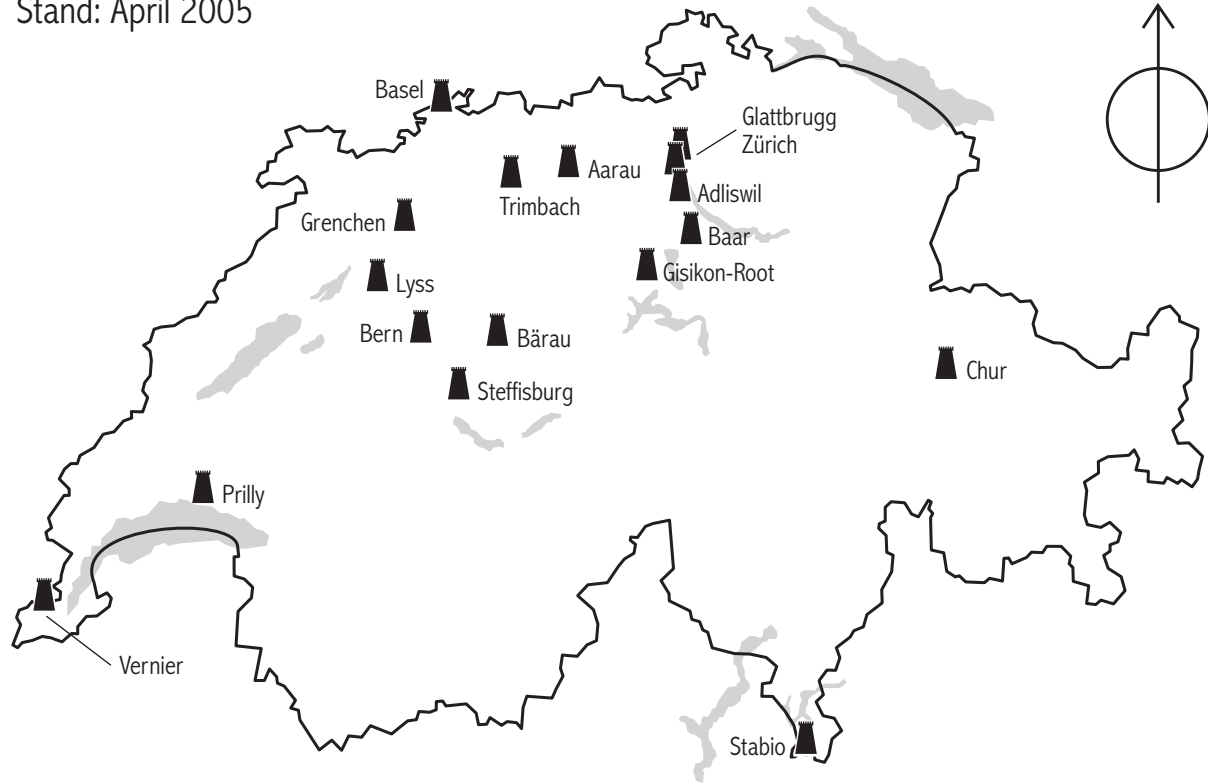 Stand: April 2005
Basel
Glattbrugg
Zürich
Aarau
Trimbach
Adliswil
Grenchen
Baar
Gisikon-Root
Lyss
Bern
Bärau
Chur
Steffisburg
Prilly
Vernier
Stabio